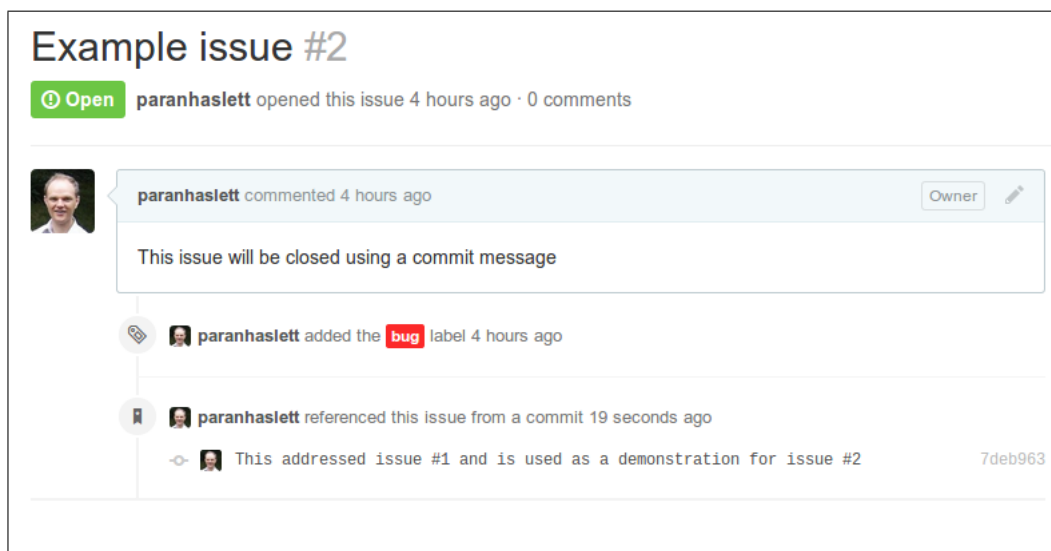 Example issue #2
Open paranhaslett opened this issue 4 hours ago · 0 comments
paranhaslett commented 4 hours ago Owner
This issue will be closed using a commit message
paranhaslett added the bug label 4 hours ago
paranhaslett referenced this issue from a commit 19 seconds ago
This addressed issue #1 and is used as a demonstration for issue #2 7deb963